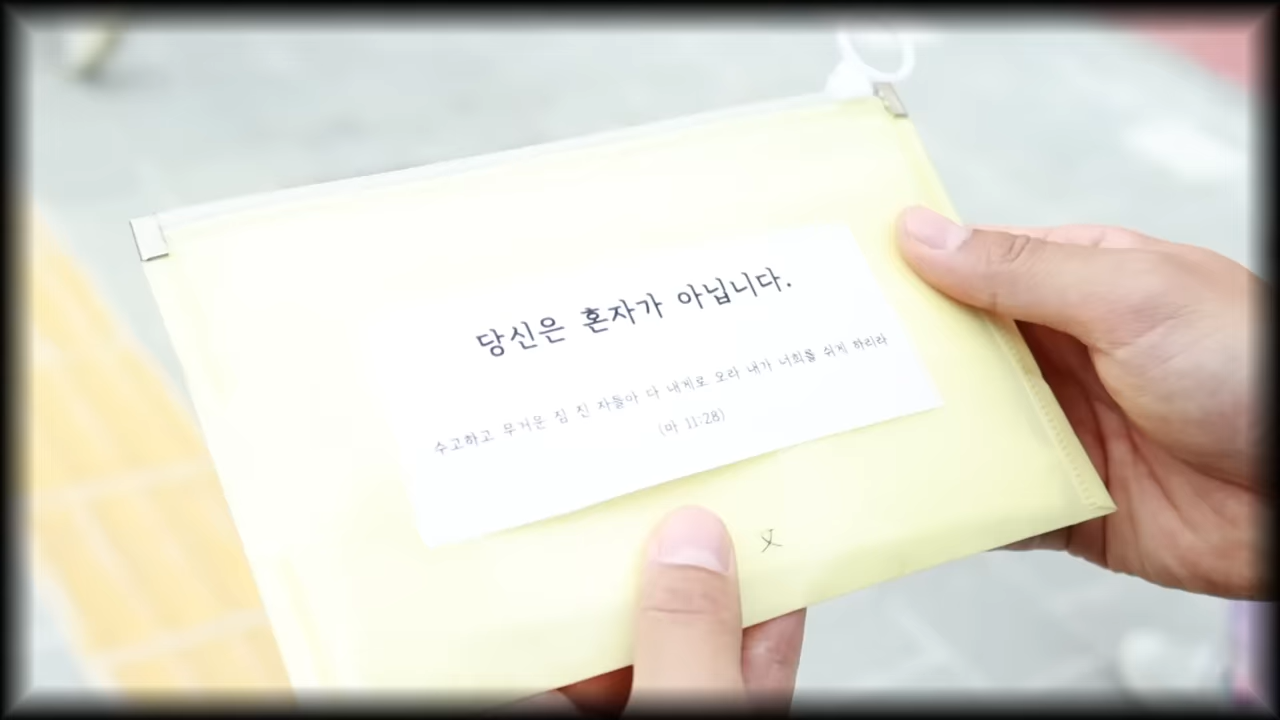 당신은 혼자가 아닙니다.
수고하고 무거운 짐 진 자들아 다 내게로 오라 내가 너희를 쉬게 하리라
(마 11:28)